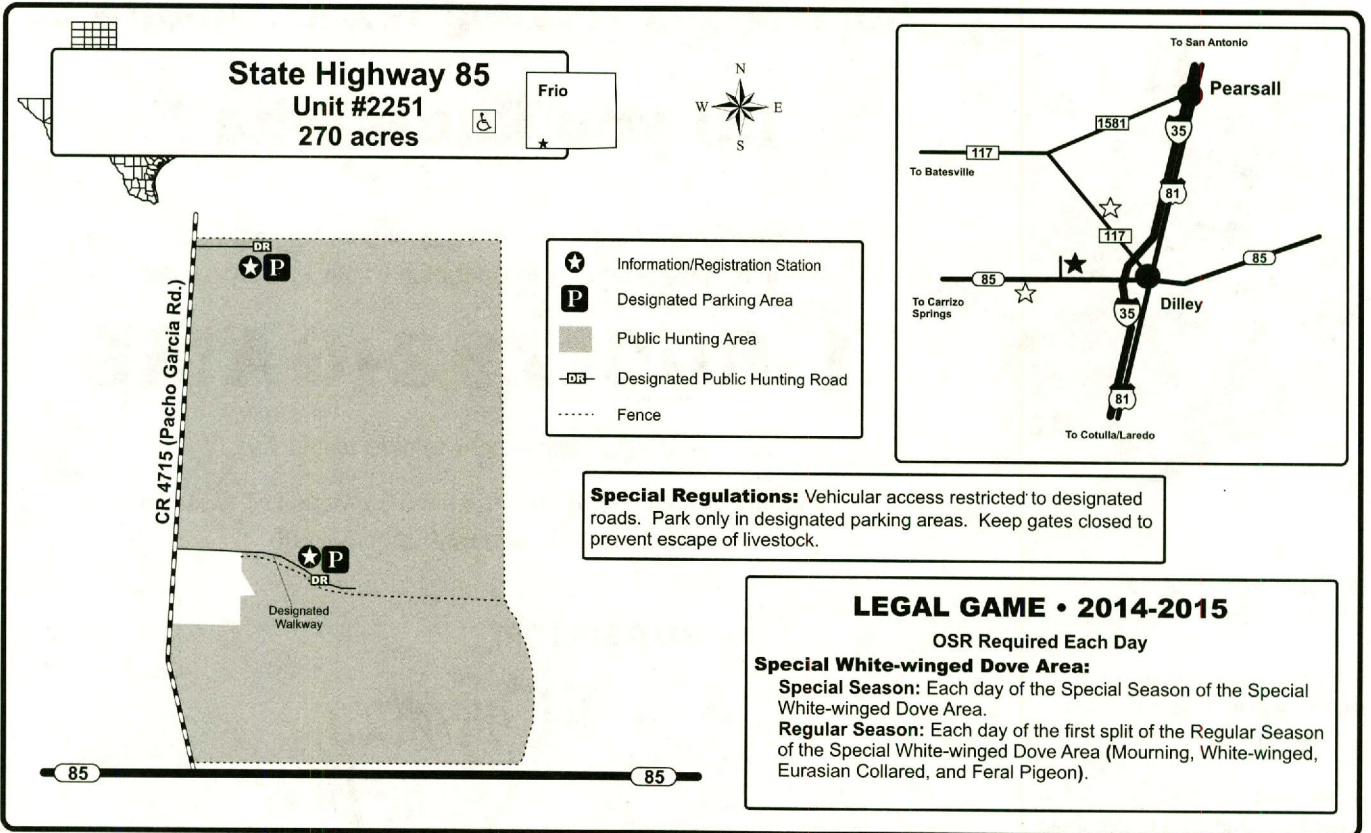 State Highway 85
Unit #2251
270 acres
Frio
N
W
E
S
To San Antonio
Pearsall
1581
35
117
To Batesville
81
117
85
85
To Carrizo
Springs
Dilley
35
81
To Cotulla/Laredo
DR
P
CR 4715 (Pacho Garcia Rd.)
Information/Registration Station
P
Designated Parking Area
Public Hunting Area
DR
Designated Public Hunting Road
Fence
P
DR
Designated
Walkway
85
85
Special Regulations: Vehicular access restricted to designated
roads. Park only in designated parking areas. Keep gates closed to
prevent escape of livestock.
LEGAL GAME • 2014-2015
OSR Required Each Day
Special White-winged Dove Area:
Special Season: Each day of the Special Season of the Special
White-winged Dove Area.
Regular Season: Each day of the first split of the Regular Season
of the Special White-winged Dove Area (Mourning, White-winged,
Eurasian Collared, and Feral Pigeon).